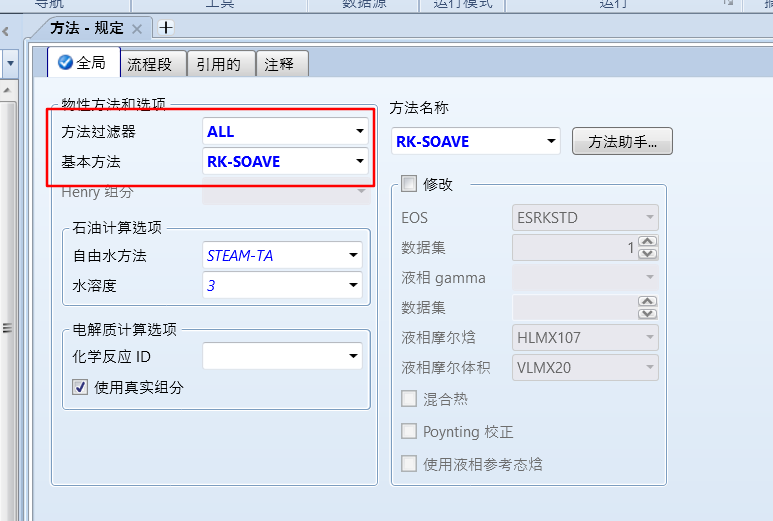 导航 工具 数据源 运行模式 运行
方法 - 规定
全局 流程段 引用的 注释
物性方法和选项
方法过滤器 ALL
基本方法 RK-SOAVE
Henry 组分
石油计算选项
自由水方法 STEAM-TA
水溶度 3
电解质计算选项
化学反应 ID
使用真实组分
方法名称
RK-SOAVE 方法助手...
修改
EOS ESRKSTD
数据集 1
液相 gamma
数据集
液相摩尔焓 HLMX107
液相摩尔体积 VLMX20
混合热
Poynting 校正
使用液相参考态焓